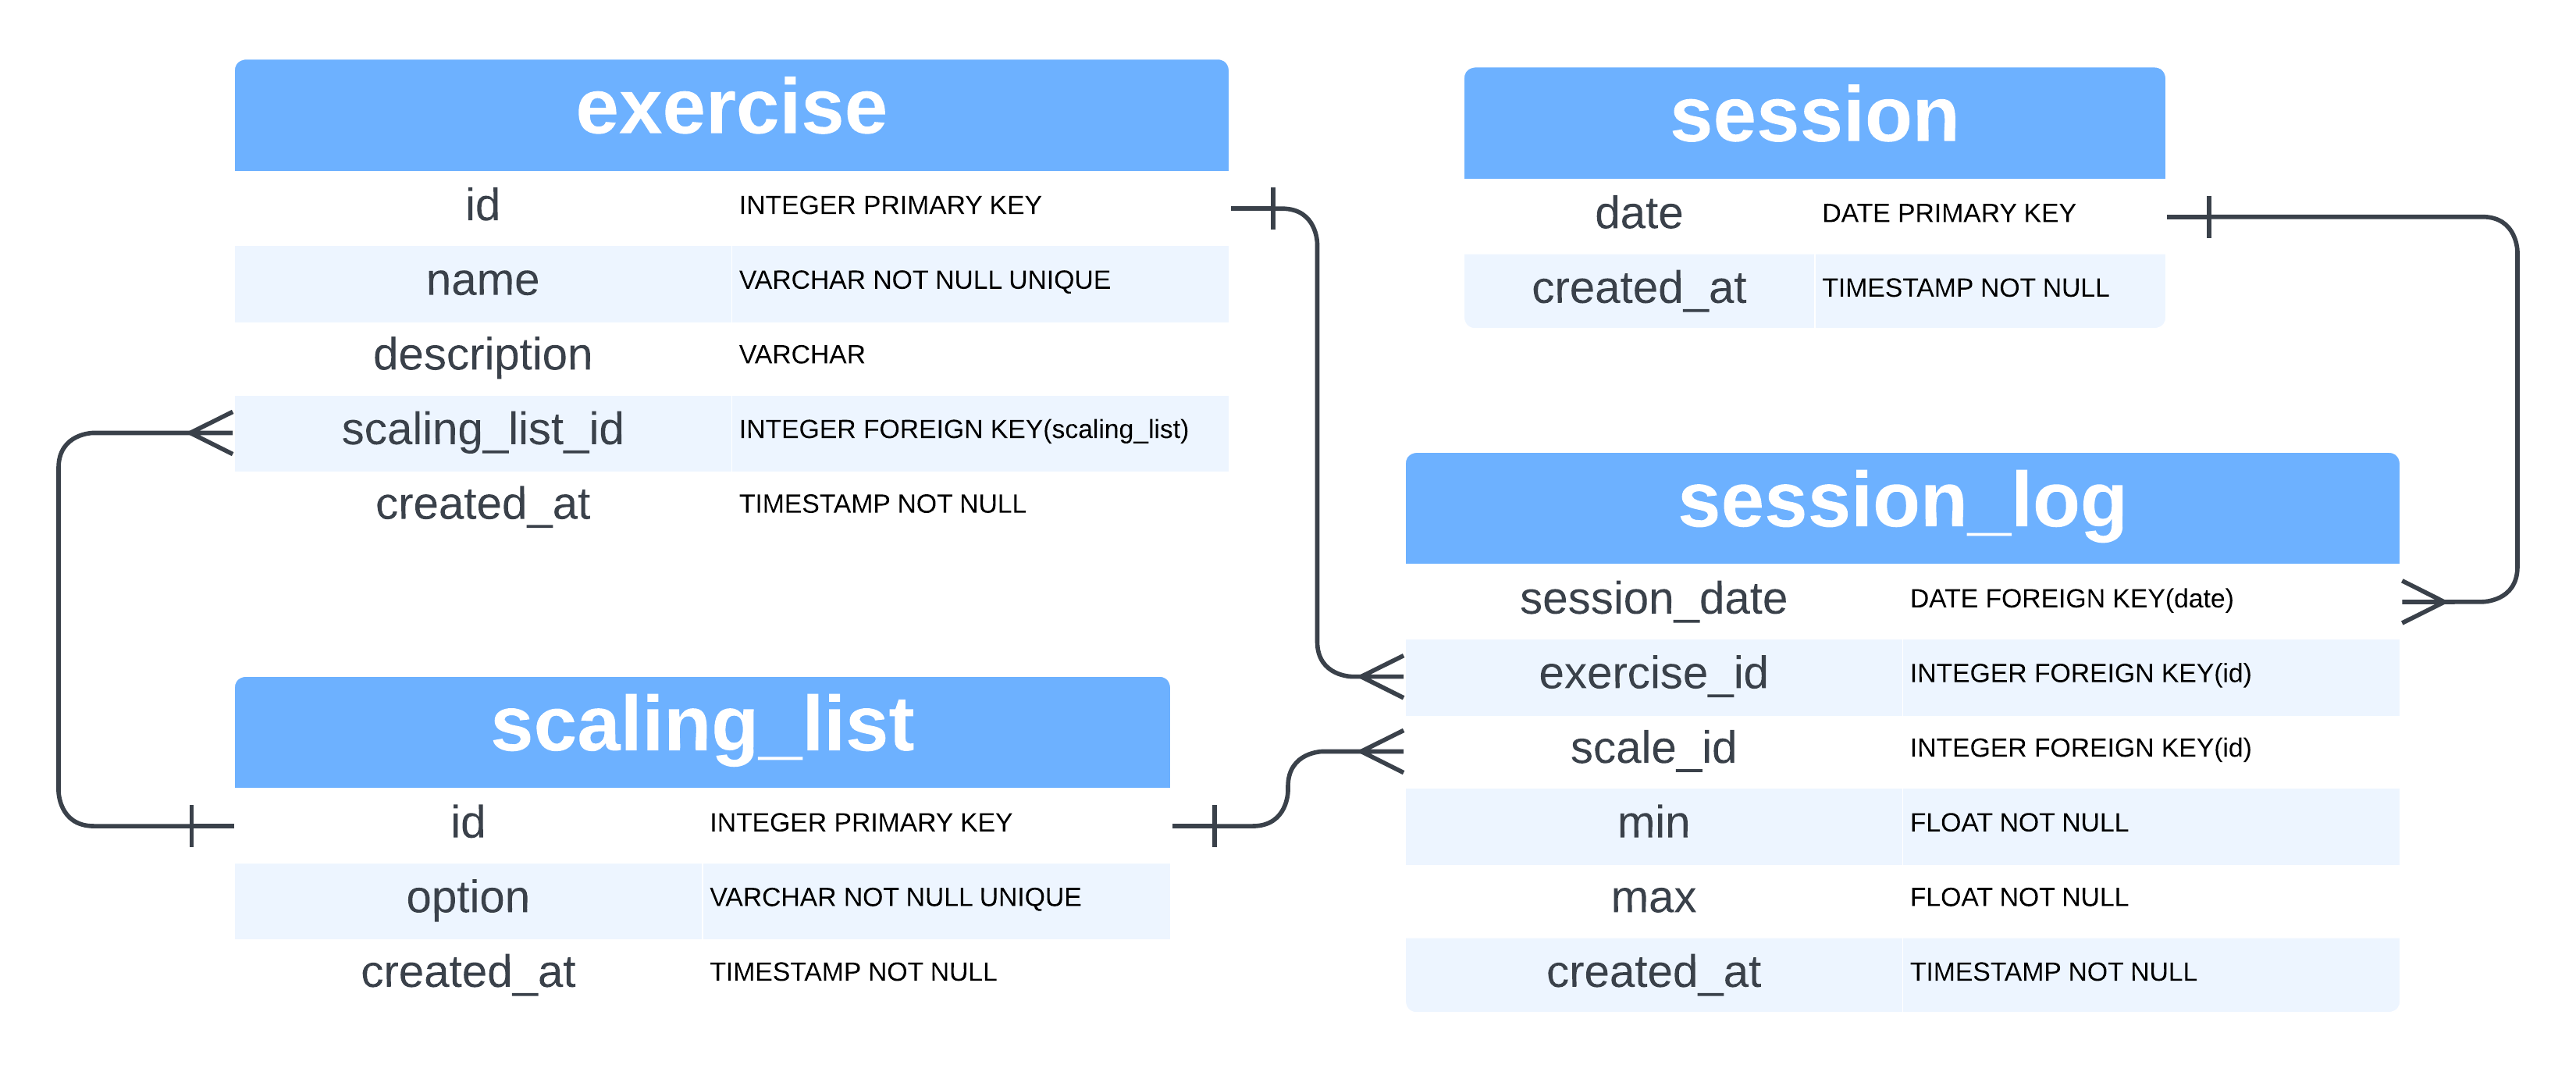 exercise
id INTEGER PRIMARY KEY
name VARCHAR NOT NULL UNIQUE
description VARCHAR
scaling_list_id INTEGER FOREIGN KEY(scaling_list)
created_at TIMESTAMP NOT NULL
session
date DATE PRIMARY KEY
created_at TIMESTAMP NOT NULL
scaling_list
id INTEGER PRIMARY KEY
option VARCHAR NOT NULL UNIQUE
created_at TIMESTAMP NOT NULL
session_log
session_date DATE FOREIGN KEY(date)
exercise_id INTEGER FOREIGN KEY(id)
scale_id INTEGER FOREIGN KEY(id)
min FLOAT NOT NULL
max FLOAT NOT NULL
created_at TIMESTAMP NOT NULL